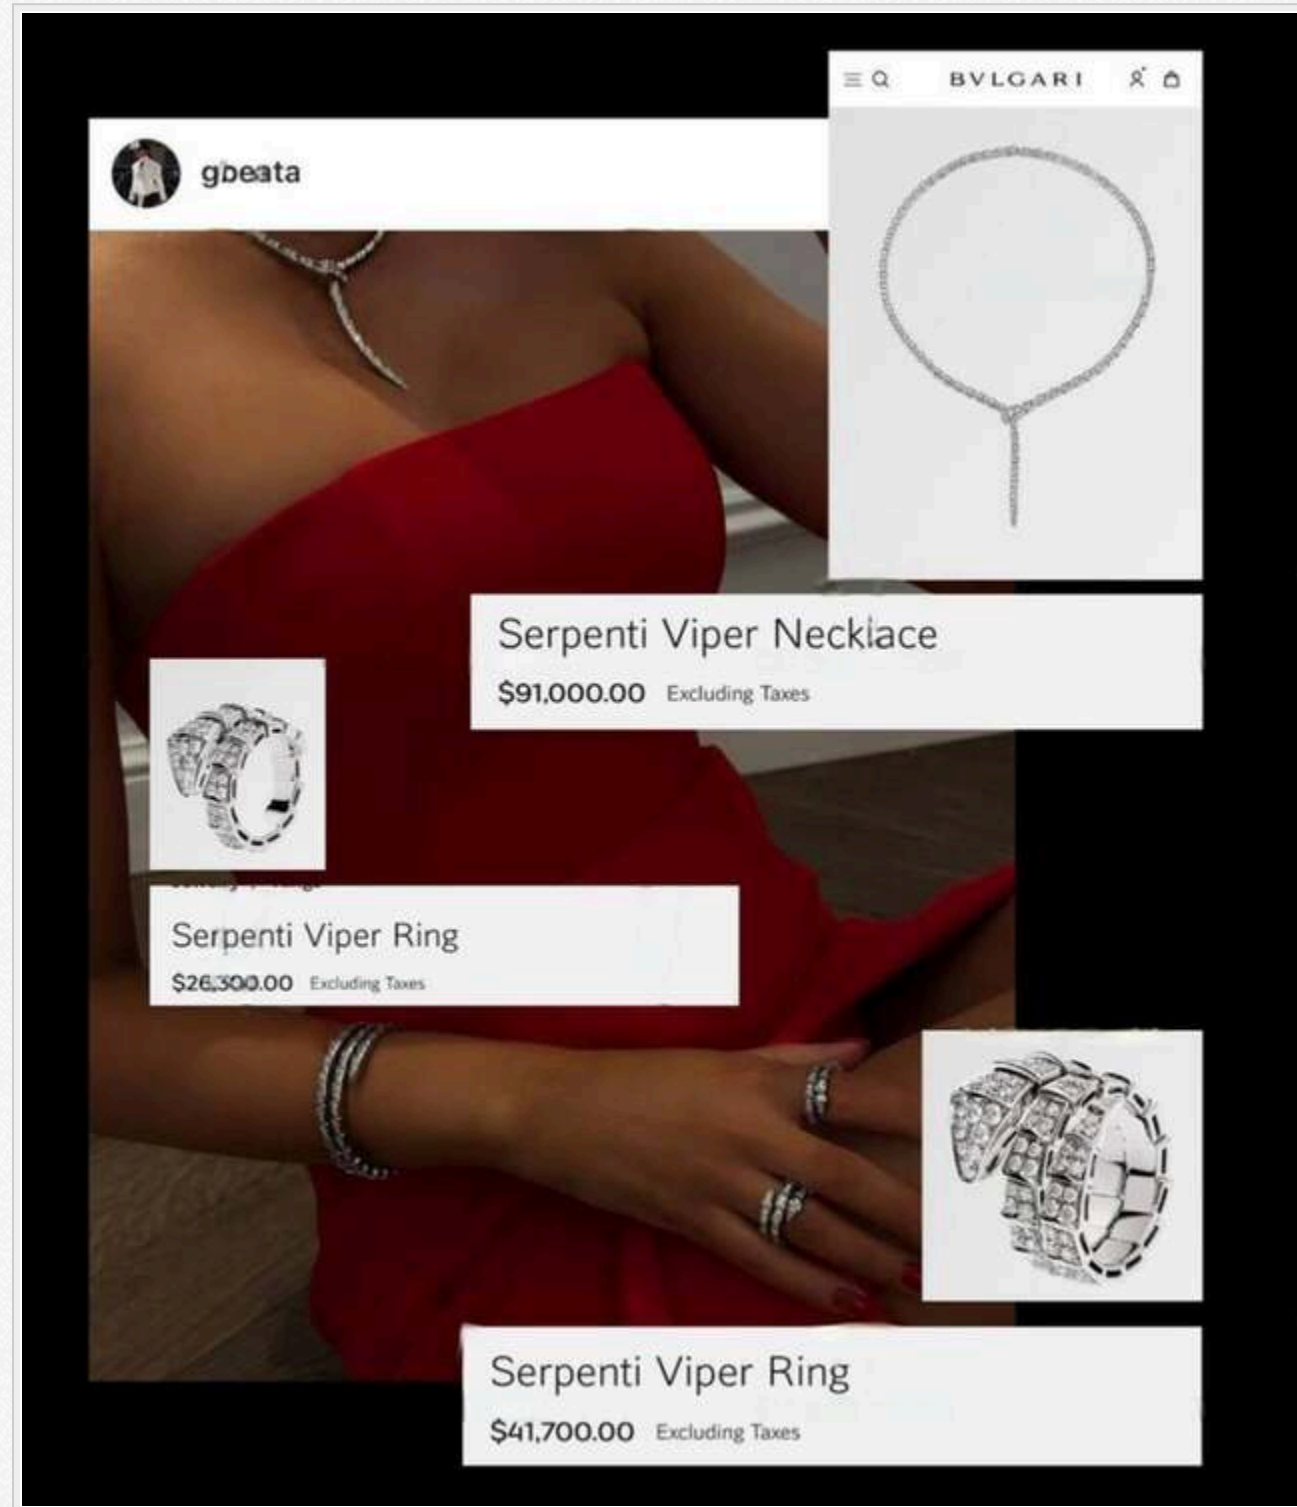 BVLGARI
gbeata
Serpenti Viper Necklace
$91,000.00 Excluding Taxes
Serpenti Viper Ring
$26,300.00 Excluding Taxes
Serpenti Viper Ring
$41,700.00 Excluding Taxes